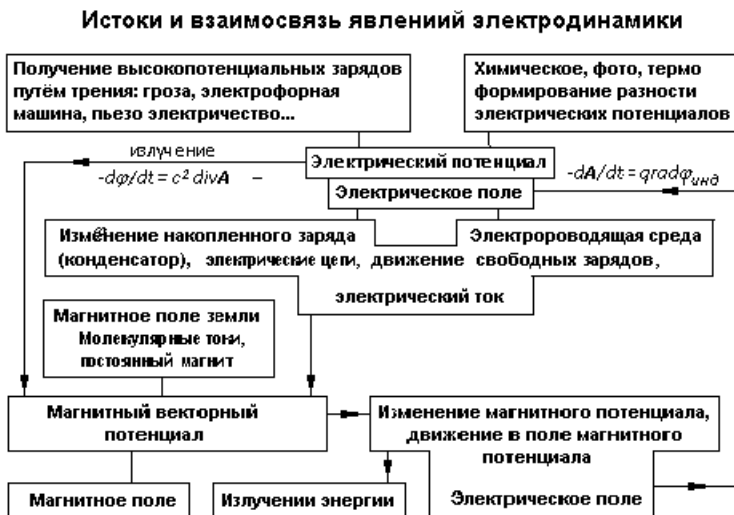 Истоки и взаимосвязь явлениий электродинамики
Получение высокопотенциальных зарядов
путём трения: гроза, электрофорная
машина, пьезо электричество...
Химическое, фото, термо
формирование разности
электрических потенциалов
излучение
-dφ/dt = c² divA –
Электрический потенциал
Электрическое поле
-dA/dt = qradφинд
Изменение накопленного заряда
(конденсатор), электрические цепи, движение свободных зарядов,
Электророводящая среда
электрический ток
Магнитное поле земли
Молекулярные токи,
постоянный магнит
Магнитный векторный
потенциал
Изменение магнитного потенциала,
движение в поле магнитного
потенциала
Магнитное поле
Излучении энергии
Электрическое поле